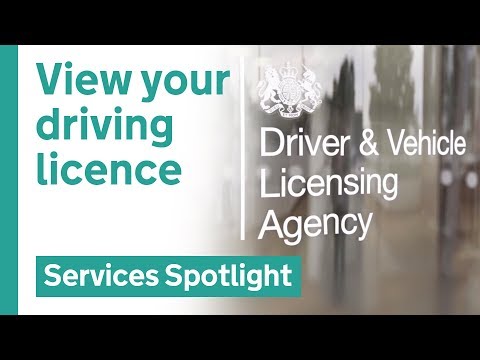 View your
driving
licence
Services Spotlight
Driver & Vehicle
Licensing
Agency